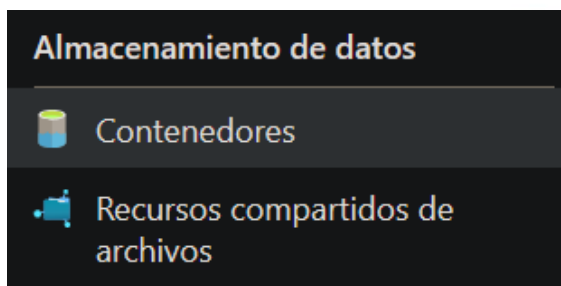 Almacenamiento de datos
Contenedores
Recursos compartidos de
archivos